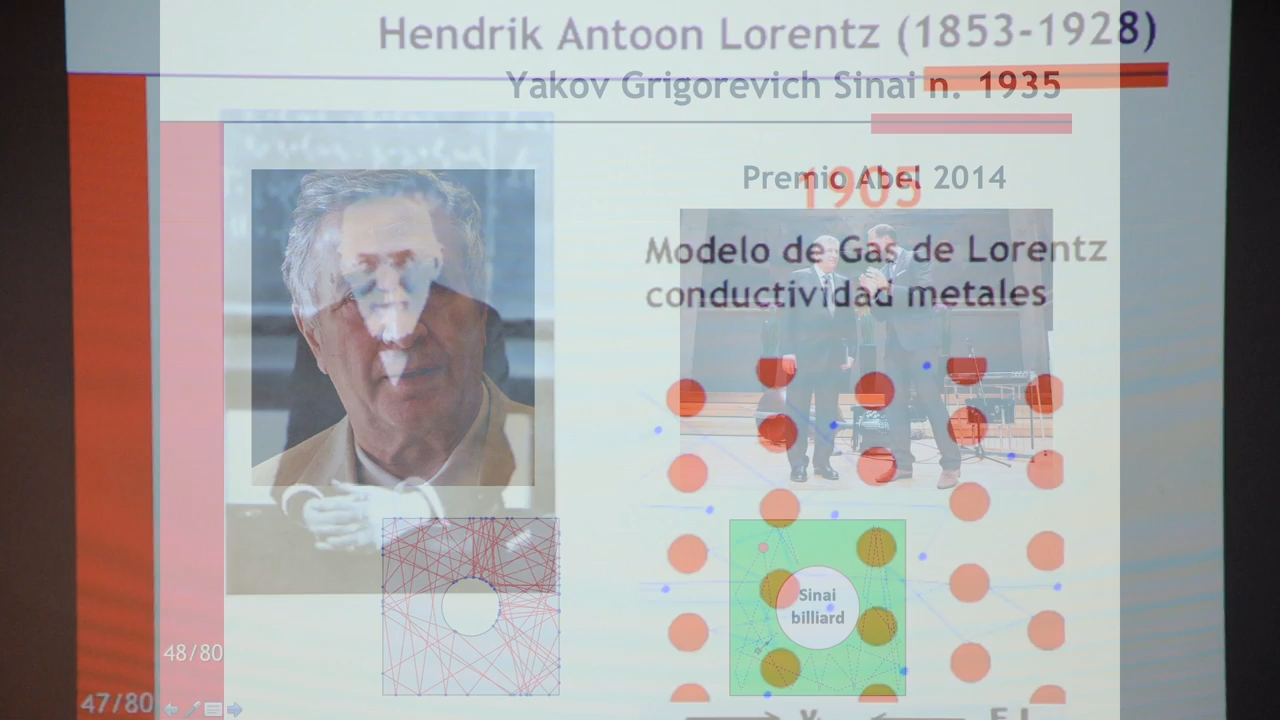 Hendrik Antoon Lorentz (1853-1928)
Yakov Grigorevich Sinai n. 1935
Premio Abel 2014
1905
Modelo de Gas de Lorentz
conductividad metales
Sinai
billiard
48/80
47/80